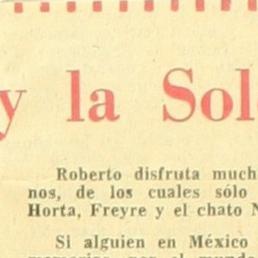 y la Sol
Roberto disfruta much
nos, de los cuales sólo
Horta, Freyre y el chato N
Si alguien en México